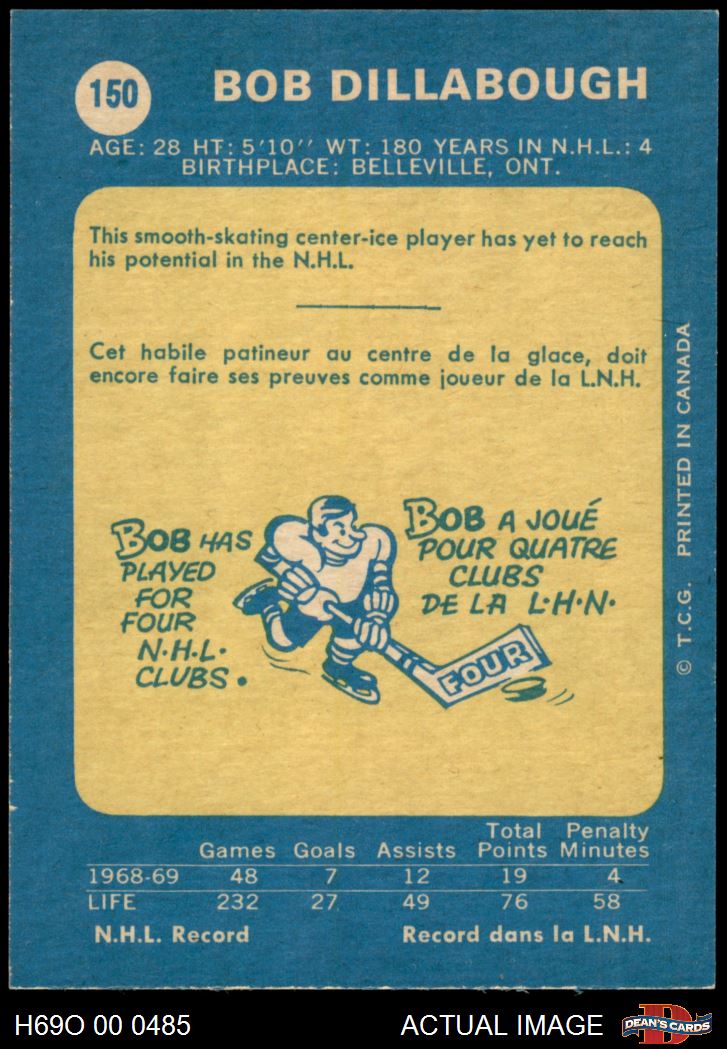 150
BOB DILLABOUGH
AGE: 28 HT: 5'10'' WT: 180 YEARS IN N.H.L.: 4
BIRTHPLACE: BELLEVILLE, ONT.
This smooth-skating center-ice player has yet to reach
his potential in the N.H.L.
Cet habile patineur au centre de la glace, doit
encore faire ses preuves comme joueur de la L.N.H.
BOB HAS
PLAYED
FOR
FOUR
N·H·L·
CLUBS.
BOB A JOUÉ
POUR QUATRE
CLUBS
DE LA L·H·N·
FOUR
© T.C.G. PRINTED IN CANADA
Total Penalty
Games Goals Assists Points Minutes
1968-69 48 7 12 19 4
LIFE 232 27 49 76 58
N.H.L. Record Record dans la L.N.H.
H69O 00 0485 ACTUAL IMAGE
D
DEAN'S CARDS